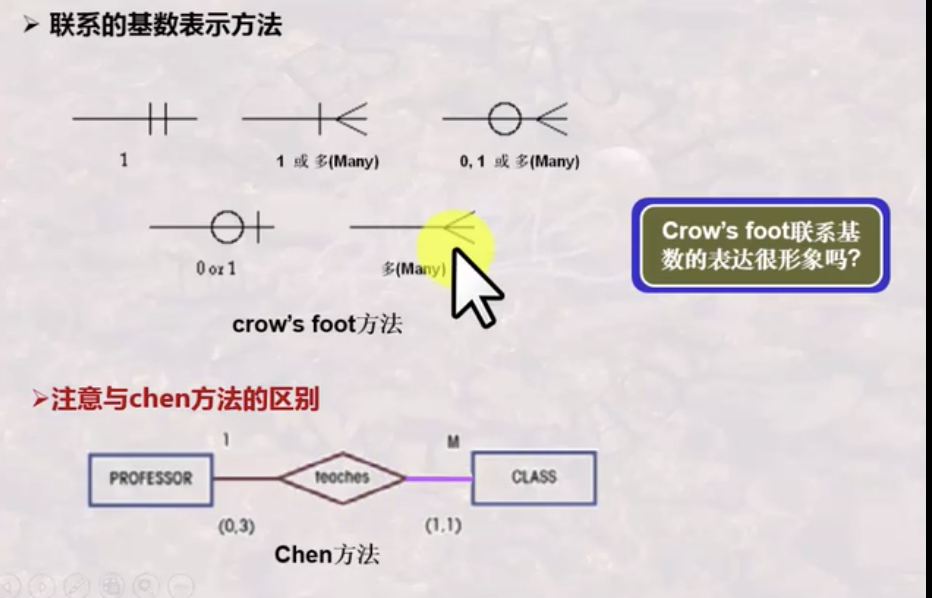 ➢ 联系的基数表示方法
1
1 或 多(Many)
0, 1 或 多(Many)
0 or 1
多(Many)
Crow’s foot联系基
数的表达很形象吗?
crow’s foot方法
➢注意与chen方法的区别
1
M
PROFESSOR
teaches
CLASS
(0,3)
(1,1)
Chen方法